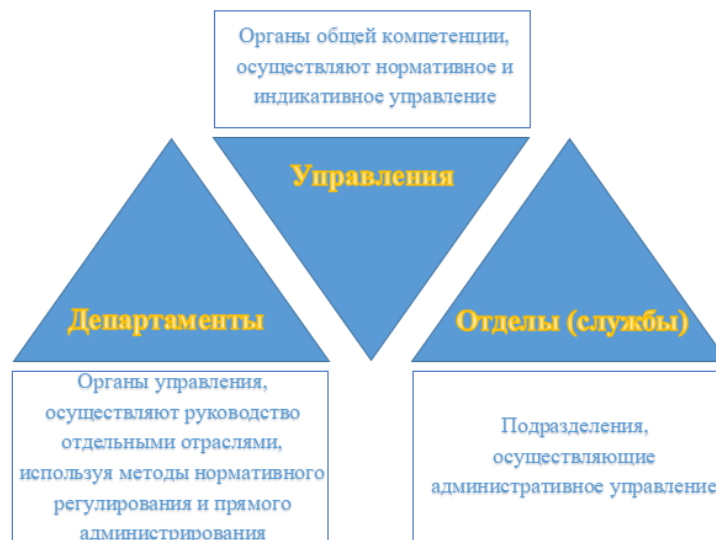 Органы общей компетенции,
осуществляют нормативное и
индикативное управление
Управления
Департаменты
Отделы (службы)
Органы управления,
осуществляют руководство
отдельными отраслями,
используя методы нормативного
регулирования и прямого
администрирования
Подразделения,
осуществляющие
административное управление